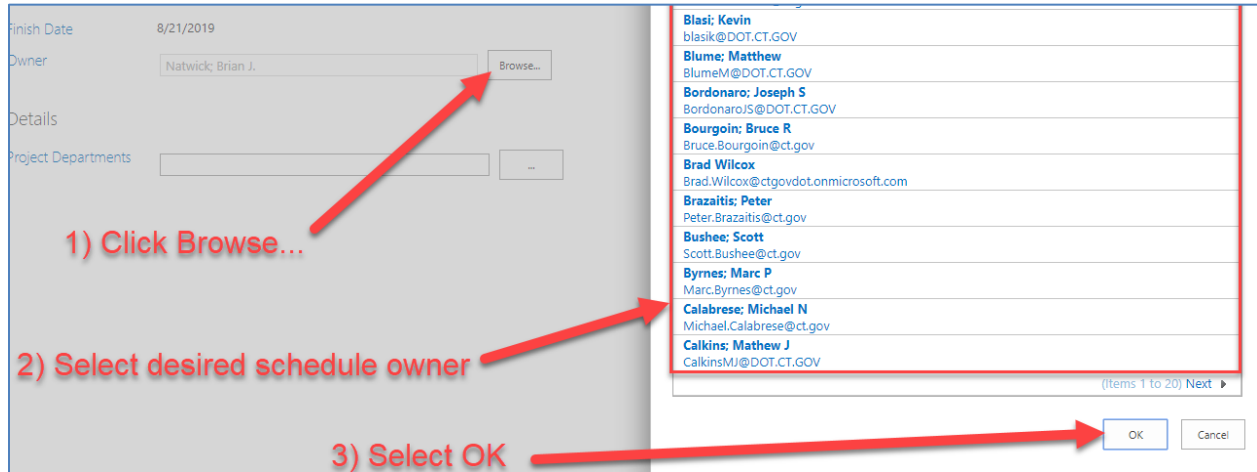 Finish Date
8/21/2019
Owner
Natwick; Brian J.
Browse...
Details
Project Departments
...
1) Click Browse...
2) Select desired schedule owner
3) Select OK
Blasi; Kevin
blasik@DOT.CT.GOV
Blume; Matthew
BlumeM@DOT.CT.GOV
Bordonaro; Joseph S
BordonaroJS@DOT.CT.GOV
Bourgoin; Bruce R
Bruce.Bourgoin@ct.gov
Brad Wilcox
Brad.Wilcox@ctgovdot.onmicrosoft.com
Brazaitis; Peter
Peter.Brazaitis@ct.gov
Bushee; Scott
Scott.Bushee@ct.gov
Byrnes; Marc P
Marc.Byrnes@ct.gov
Calabrese; Michael N
Michael.Calabrese@ct.gov
Calkins; Mathew J
CalkinsMJ@DOT.CT.GOV
(Items 1 to 20) Next
OK
Cancel